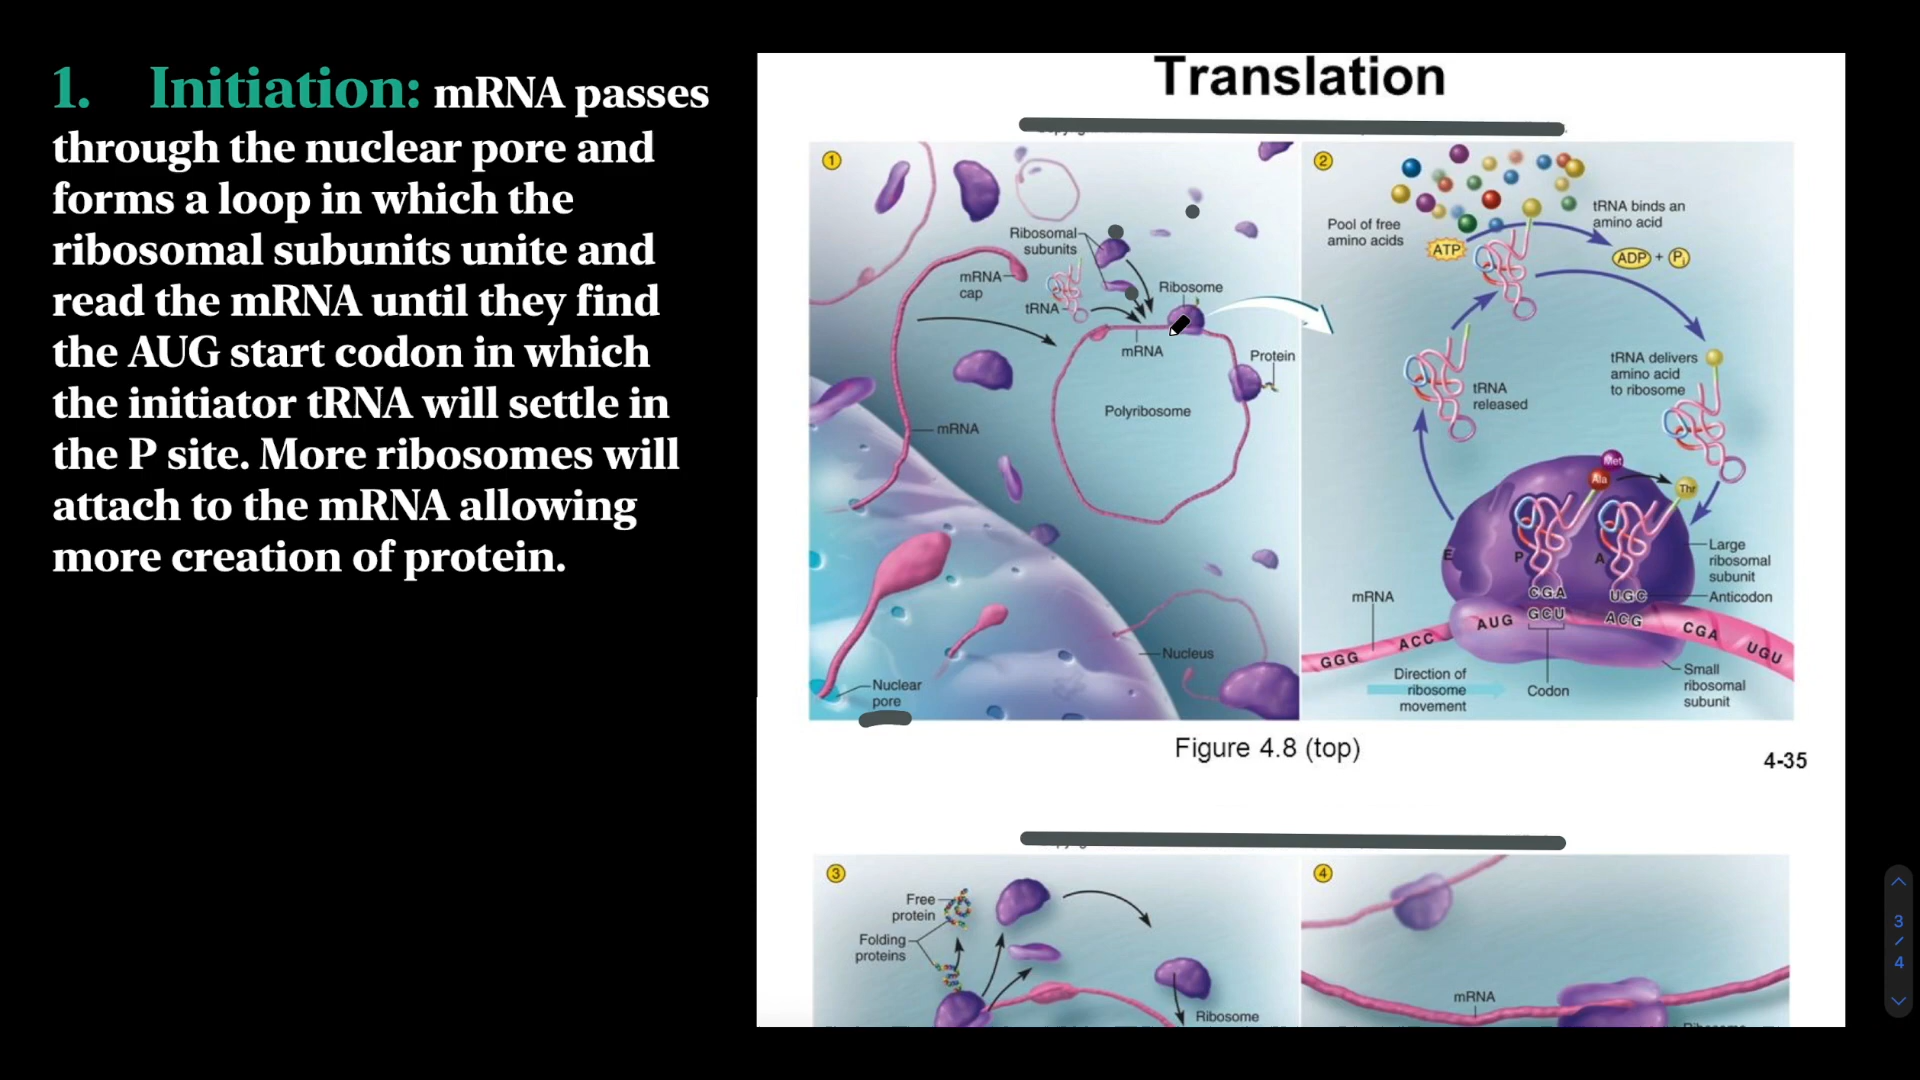 1. Initiation: mRNA passes
through the nuclear pore and
forms a loop in which the
ribosomal subunits unite and
read the mRNA until they find
the AUG start codon in which
the initiator tRNA will settle in
the P site. More ribosomes will
attach to the mRNA allowing
more creation of protein.
Translation
1
Ribosomal
subunits
mRNA
cap
tRNA
Ribosome
mRNA
Protein
Polyribosome
mRNA
Nucleus
Nuclear
pore
2
Pool of free
amino acids
ATP
tRNA binds an
amino acid
ADP + Pi
tRNA
released
tRNA delivers
amino acid
to ribosome
Met
Ala
Thr
E
P
A
Large
ribosomal
subunit
Anticodon
CGA
UGC
mRNA
GGG ACC AUG GCU ACG CGA UGU
Direction of
ribosome
movement
Codon
Small
ribosomal
subunit
Figure 4.8 (top)
4-35
3
Free
protein
Folding
proteins
Ribosome
4
mRNA
3
/
4